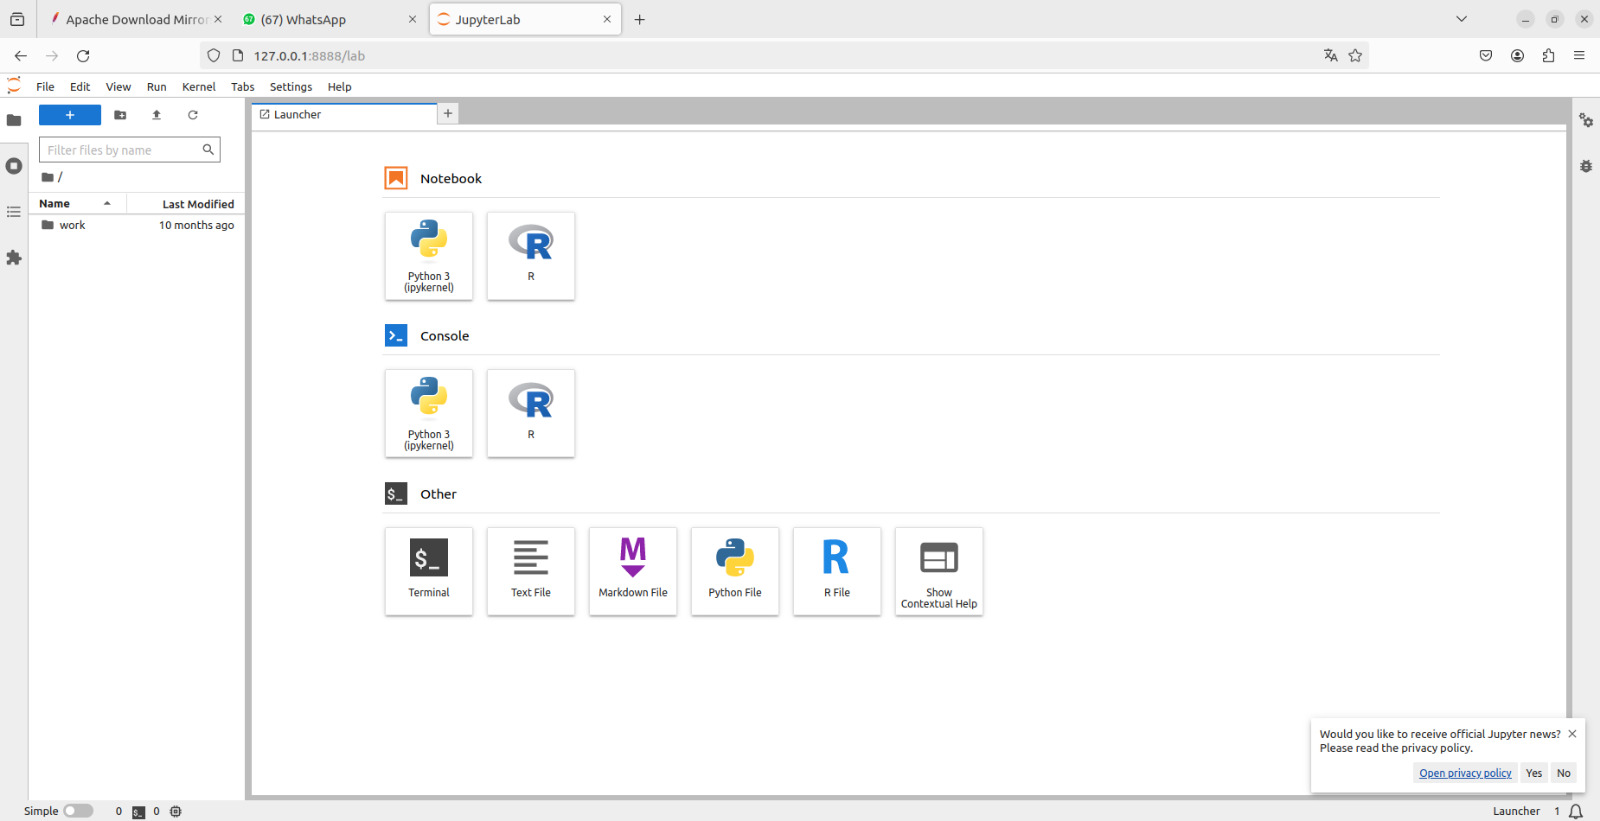 Apache Download Mirror
(67) WhatsApp
JupyterLab
127.0.0.1:8888/lab
File Edit View Run Kernel Tabs Settings Help
Launcher
Filter files by name
/
Name Last Modified
work 10 months ago
Notebook
Python 3
(ipykernel)
R
Console
Python 3
(ipykernel)
R
$_ Other
$_
Terminal
Text File
M
Markdown File
Python File
R
R File
Show
Contextual Help
Would you like to receive official Jupyter news?
Please read the privacy policy.
Open privacy policy Yes No
Simple 0 $_ 0 Launcher 1